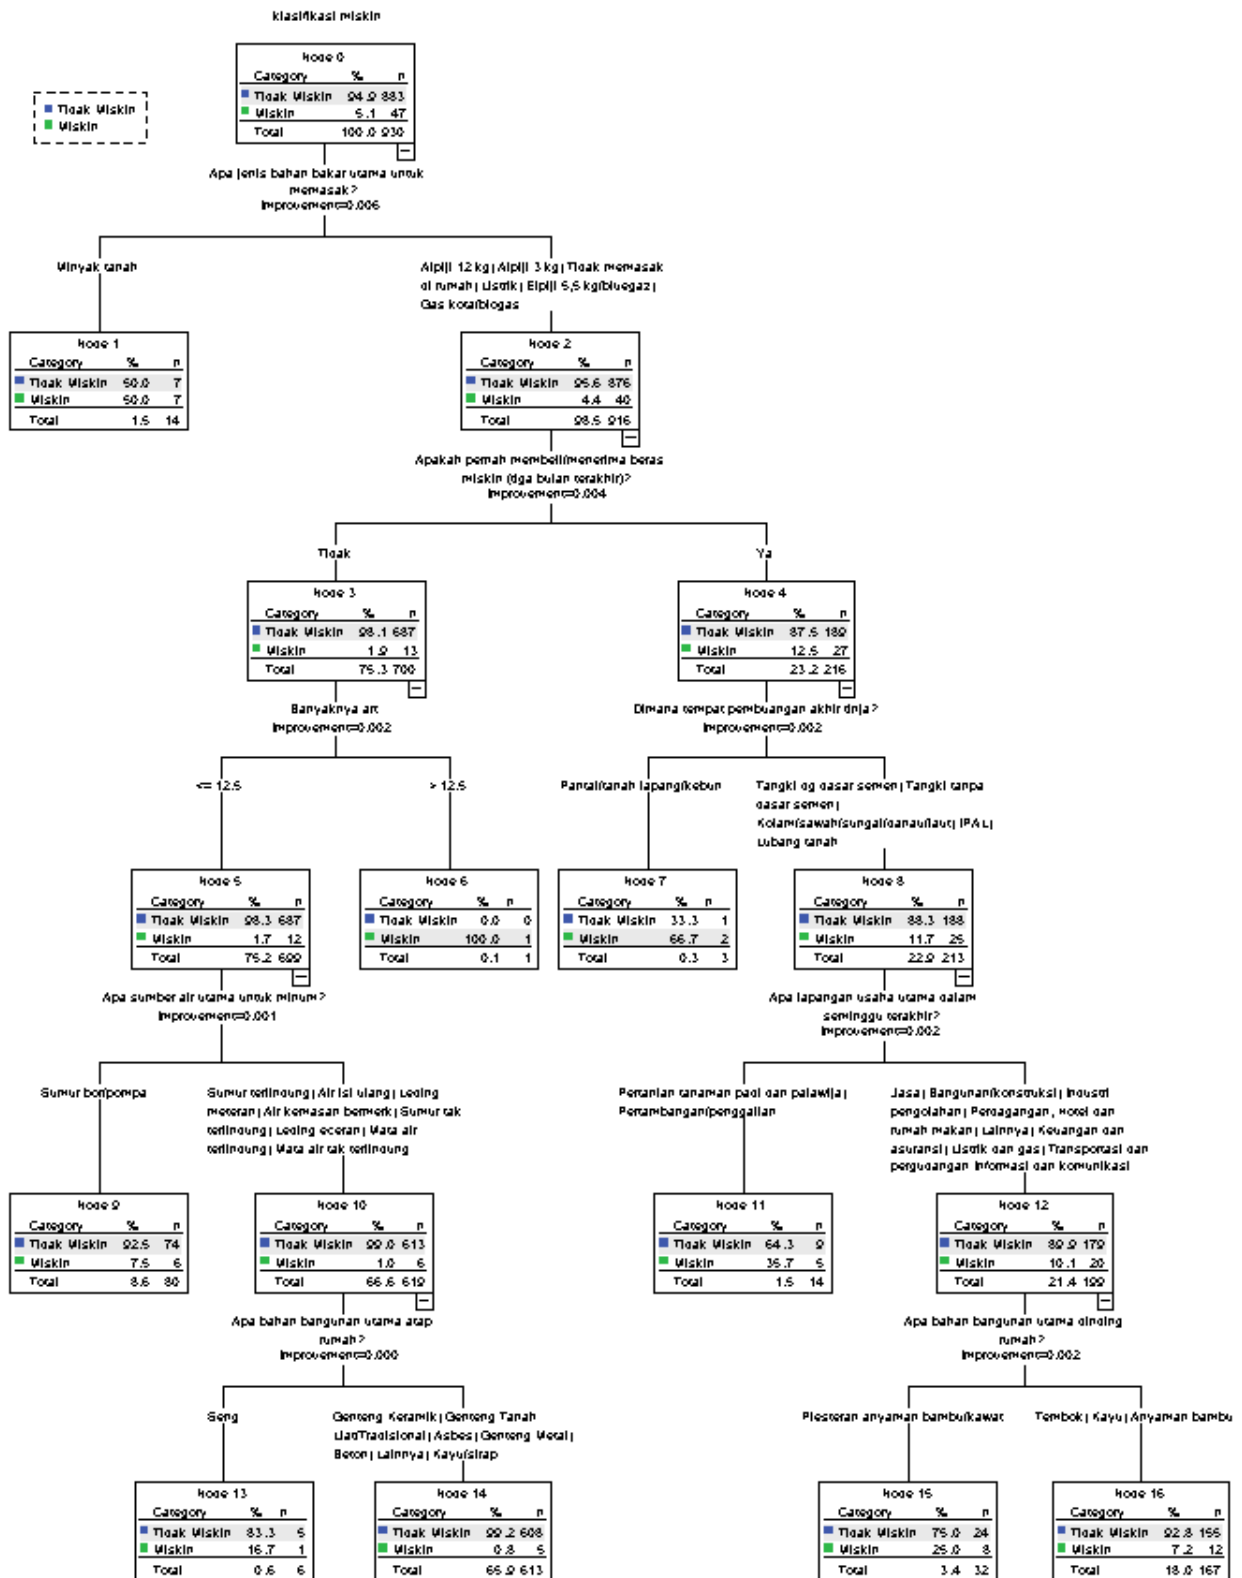 klasifikasi miskin
Node 0
Category % n
Tidak Miskin 94.9 883
Miskin 5.1 47
Total 100.0 930
Tidak Miskin
Miskin
Apa jenis bahan bakar utama untuk
memasak?
Improvement=0.006
Minyak tanah
Alpiji 12 kg; Alpiji 3 kg; Tidak memasak
di rumah; Listrik; Elpiji 5,5 kg/bluegaz;
Gas kota/biogas
Node 1
Category % n
Tidak Miskin 50.0 7
Miskin 50.0 7
Total 1.5 14
Node 2
Category % n
Tidak Miskin 95.6 876
Miskin 4.4 40
Total 98.5 916
Apakah pernah membeli/menerima beras
miskin (tiga bulan terakhir)?
Improvement=0.004
Tidak
Ya
Node 3
Category % n
Tidak Miskin 98.1 687
Miskin 1.9 13
Total 75.3 700
Node 4
Category % n
Tidak Miskin 87.5 189
Miskin 12.5 27
Total 23.2 216
Banyaknya art
Improvement=0.002
Dimana tempat pembuangan akhir tinja?
Improvement=0.002
<= 12.5
> 12.5
Pantai/tanah lapang/kebun
Tangki dg dasar semen; Tangki tanpa
dasar semen;
Kolam/sawah/sungai/danau/laut; IPAL;
Lubang tanah
Node 5
Category % n
Tidak Miskin 98.3 687
Miskin 1.7 12
Total 75.2 699
Node 6
Category % n
Tidak Miskin 0.0 0
Miskin 100.0 1
Total 0.1 1
Node 7
Category % n
Tidak Miskin 33.3 1
Miskin 66.7 2
Total 0.3 3
Node 8
Category % n
Tidak Miskin 88.3 188
Miskin 11.7 25
Total 22.9 213
Apa sumber air utama untuk minum?
Improvement=0.001
Apa lapangan usaha utama dalam
seminggu terakhir?
Improvement=0.002
Sumur bor/pompa
Sumur terlindung; Air isi ulang; Leding
meteran; Air kemasan bermerk; Sumur tak
terlindung; Leding eceran; Mata air
terlindung; Mata air tak terlindung
Pertanian tanaman padi dan palawija;
Pertambangan/penggalian
Jasa; Bangunan/konstruksi; Industri
pengolahan; Perdagangan, Hotel dan
rumah makan; Lainnya; Keuangan dan
asuransi; Listrik dan gas; Transportasi dan
pergudangan Informasi dan komunikasi
Node 9
Category % n
Tidak Miskin 92.5 74
Miskin 7.5 6
Total 8.6 80
Node 10
Category % n
Tidak Miskin 99.0 613
Miskin 1.0 6
Total 66.6 619
Node 11
Category % n
Tidak Miskin 64.3 9
Miskin 35.7 5
Total 1.5 14
Node 12
Category % n
Tidak Miskin 89.9 179
Miskin 10.1 20
Total 21.4 199
Apa bahan bangunan utama atap
rumah?
Improvement=0.000
Apa bahan bangunan utama dinding
rumah?
Improvement=0.002
Seng
Genteng Keramik; Genteng Tanah
Liat/Tradisional; Asbes; Genteng Metal;
Beton; Lainnya; Kayu/sirap
Plesteran anyaman bambu/kawat
Tembok; Kayu; Anyaman bambu
Node 13
Category % n
Tidak Miskin 83.3 5
Miskin 16.7 1
Total 0.6 6
Node 14
Category % n
Tidak Miskin 99.2 608
Miskin 0.8 5
Total 65.9 613
Node 15
Category % n
Tidak Miskin 75.0 24
Miskin 25.0 8
Total 3.4 32
Node 16
Category % n
Tidak Miskin 92.8 155
Miskin 7.2 12
Total 18.0 167